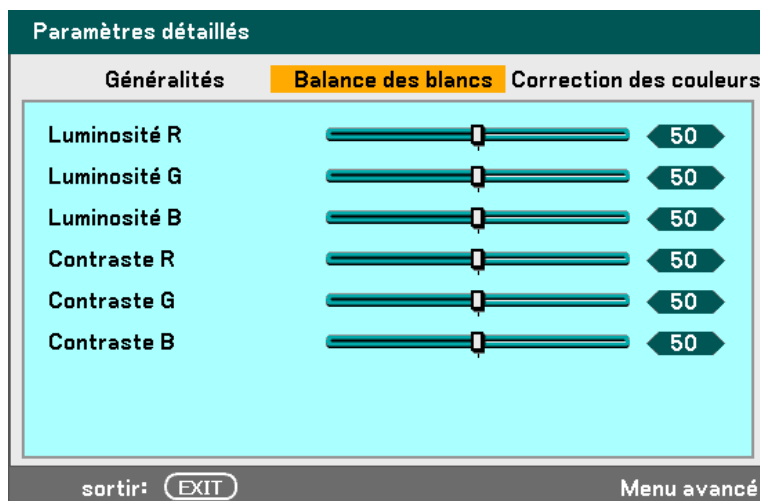 Paramètres détaillés
Généralités Balance des blancs Correction des couleurs
Luminosité R 50
Luminosité G 50
Luminosité B 50
Contraste R 50
Contraste G 50
Contraste B 50
sortir: EXIT Menu avancé